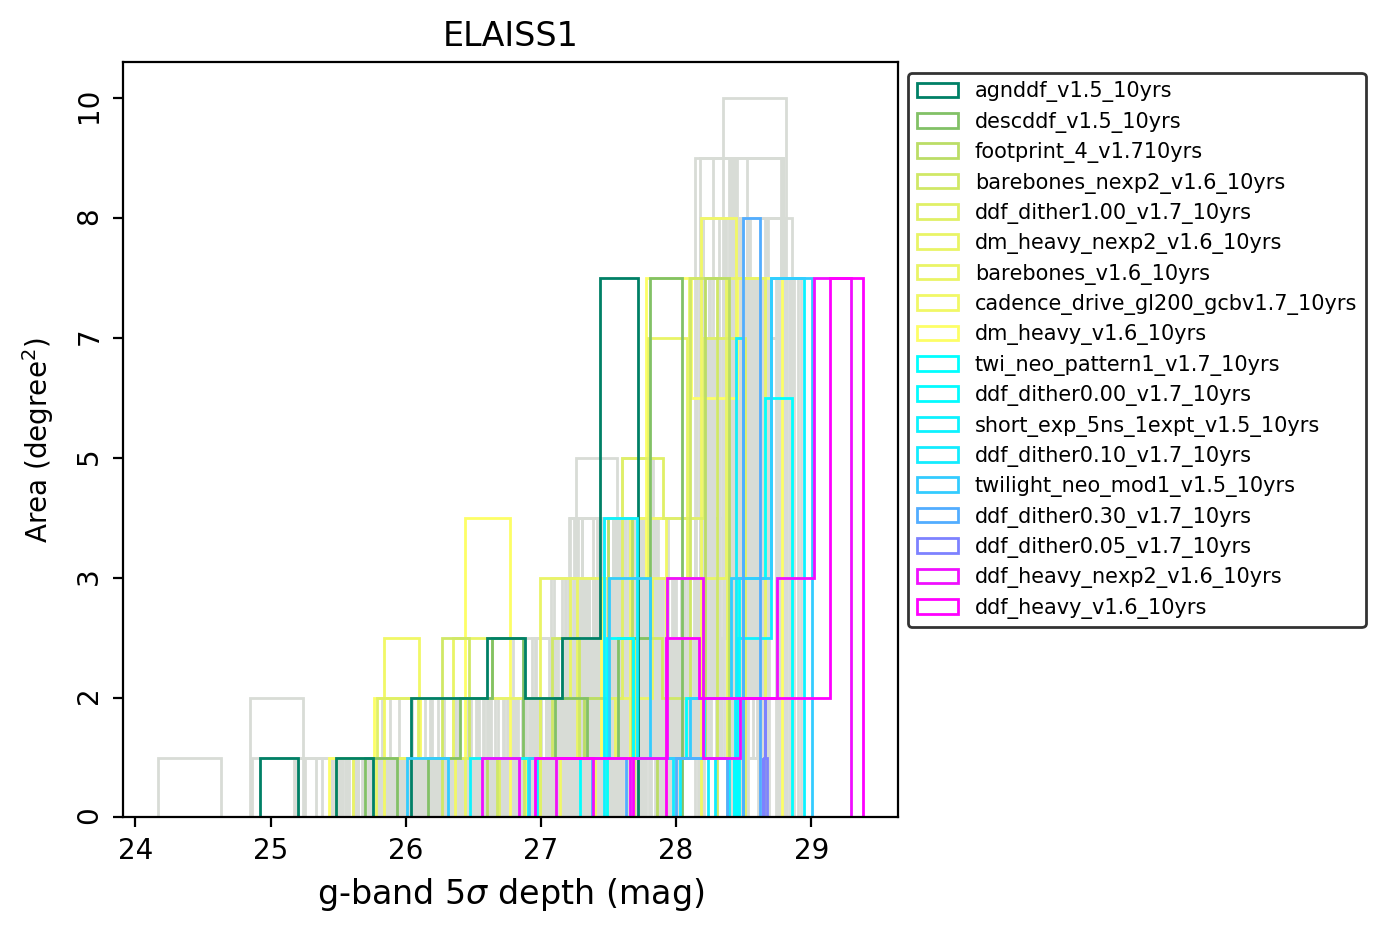 ELAISS1
Area (degree²)
10
8
7
5
3
2
0
24 25 26 27 28 29
g-band 5σ depth (mag)
agnddf_v1.5_10yrs
descddf_v1.5_10yrs
footprint_4_v1.710yrs
barebones_nexp2_v1.6_10yrs
ddf_dither1.00_v1.7_10yrs
dm_heavy_nexp2_v1.6_10yrs
barebones_v1.6_10yrs
cadence_drive_gl200_gcbv1.7_10yrs
dm_heavy_v1.6_10yrs
twi_neo_pattern1_v1.7_10yrs
ddf_dither0.00_v1.7_10yrs
short_exp_5ns_1expt_v1.5_10yrs
ddf_dither0.10_v1.7_10yrs
twilight_neo_mod1_v1.5_10yrs
ddf_dither0.30_v1.7_10yrs
ddf_dither0.05_v1.7_10yrs
ddf_heavy_nexp2_v1.6_10yrs
ddf_heavy_v1.6_10yrs